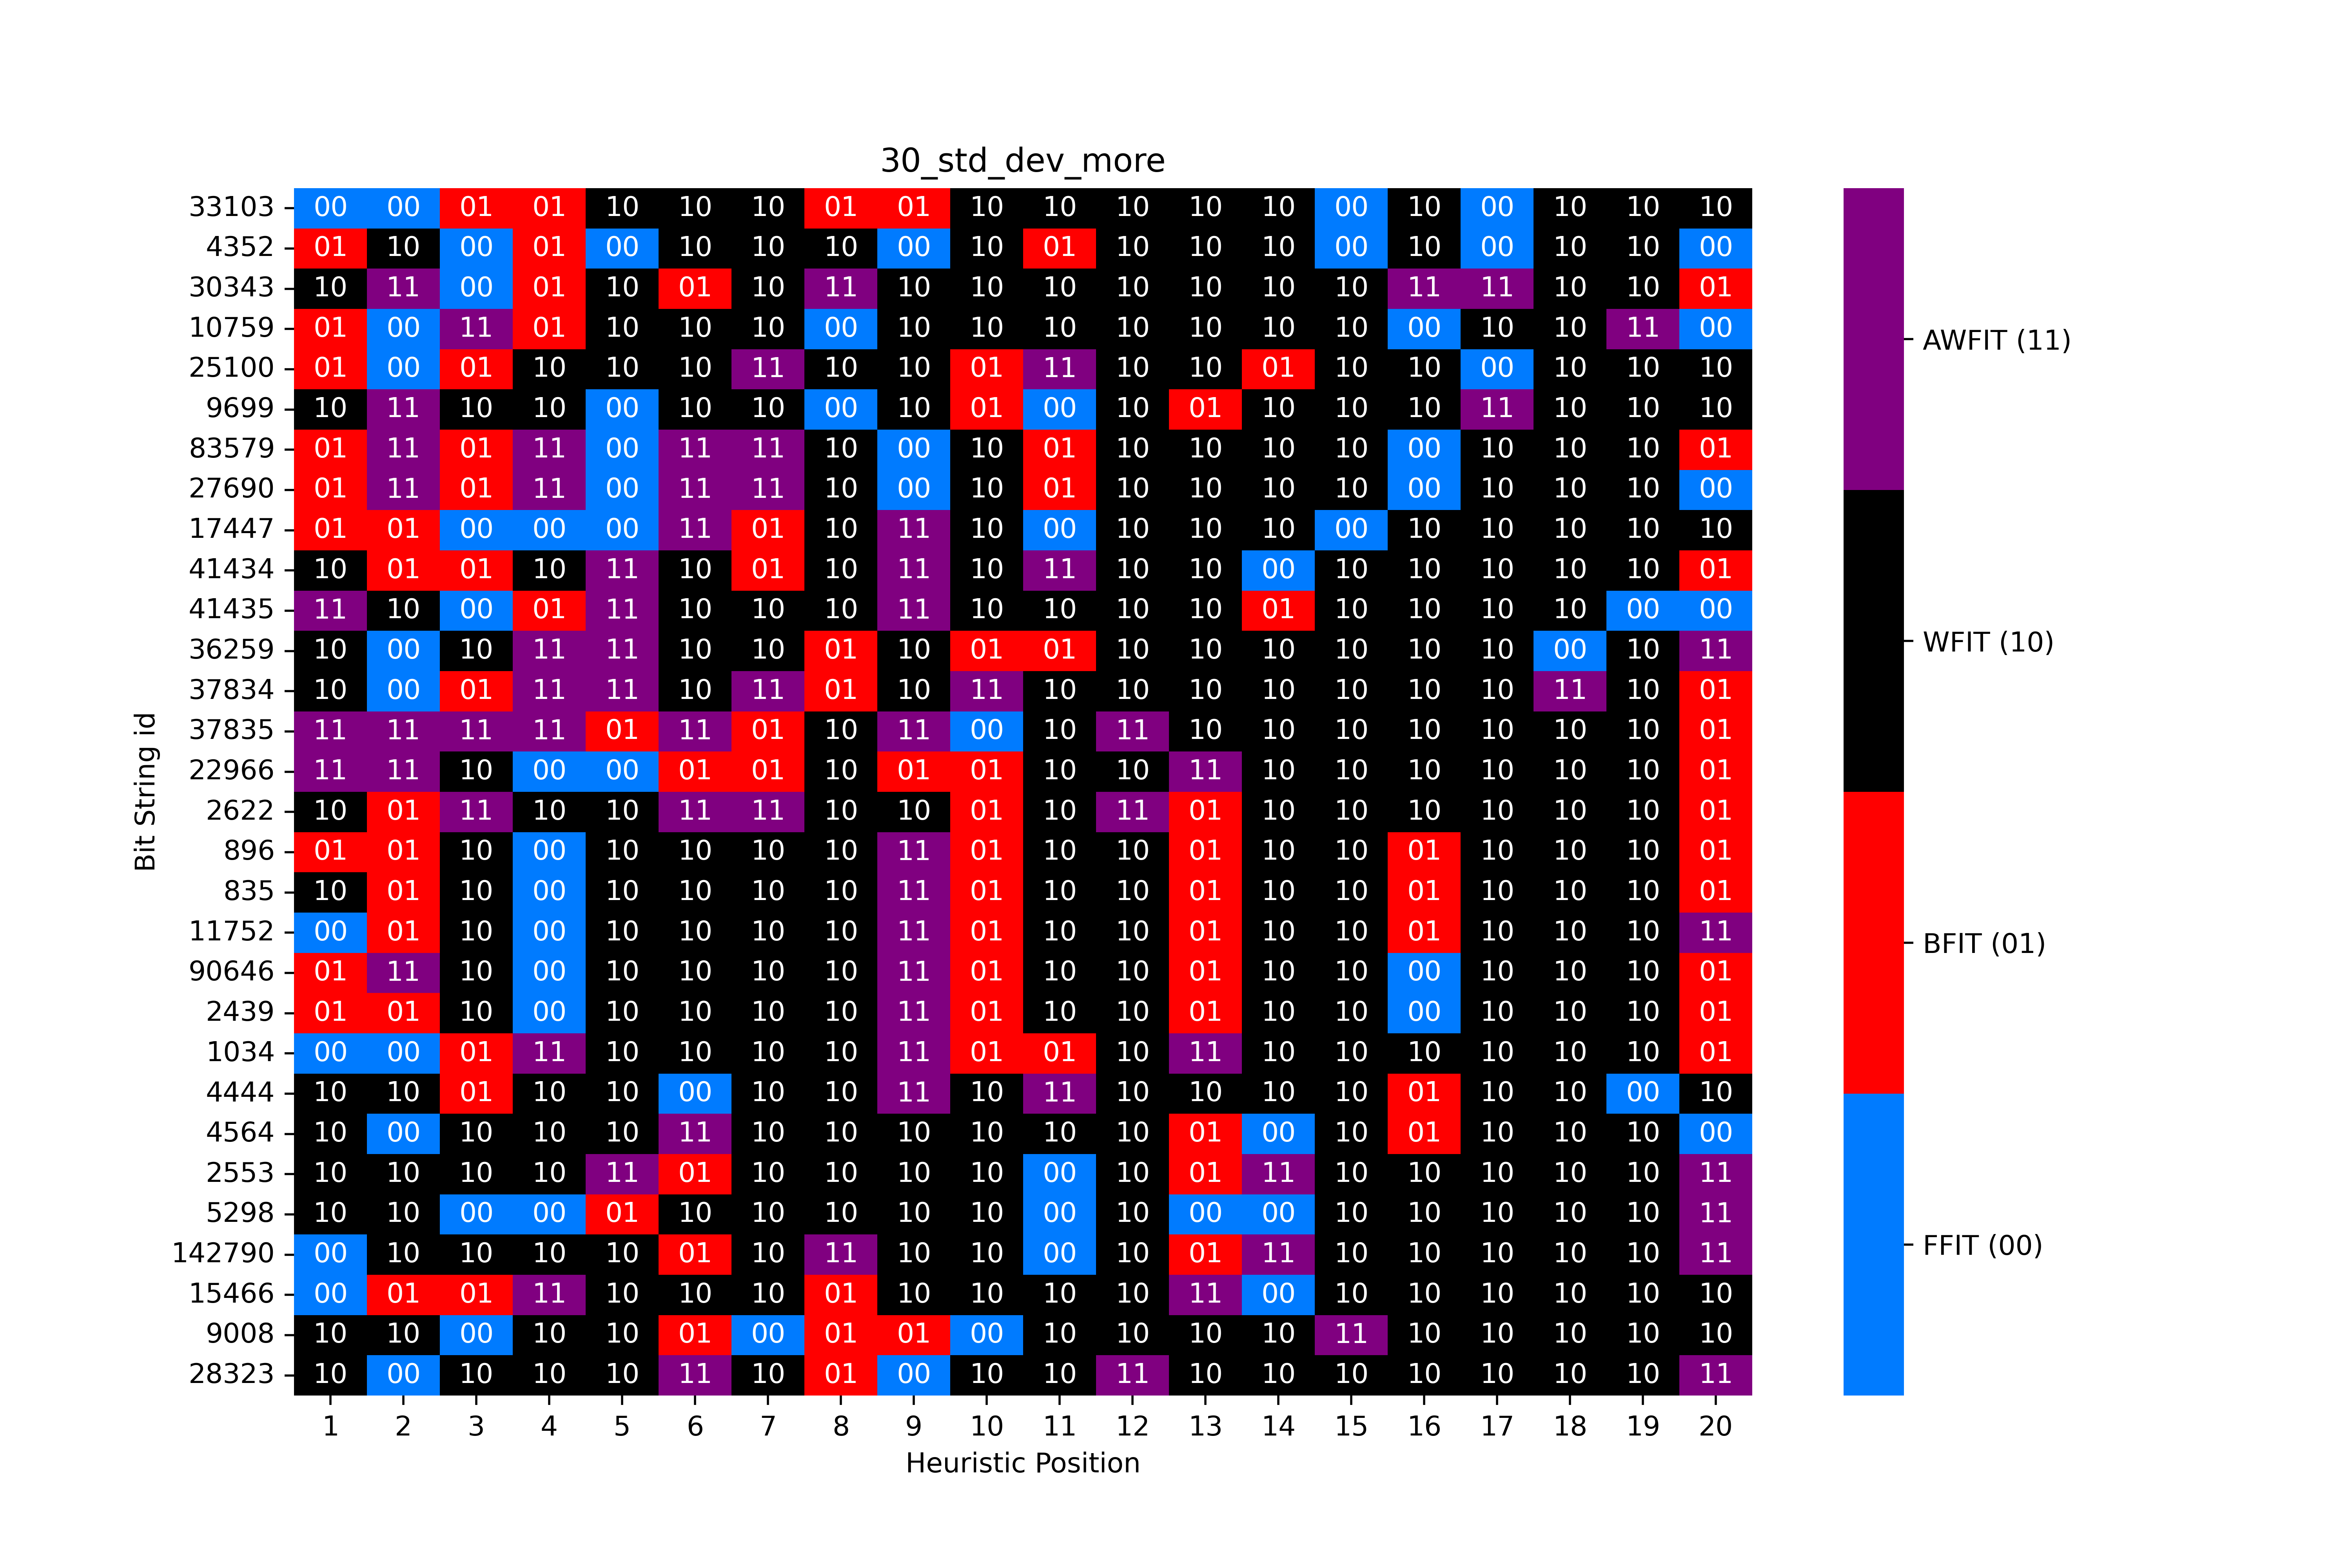 30_std_dev_more
33103 00 00 01 01 10 10 10 01 01 10 10 10 10 10 00 10 00 10 10 10
4352 01 10 00 01 00 10 10 10 00 10 01 10 10 10 00 10 00 10 10 00
30343 10 11 00 01 10 01 10 11 10 10 10 10 10 10 10 11 11 10 10 01
10759 01 00 11 01 10 10 10 00 10 10 10 10 10 10 10 00 10 10 11 00
25100 01 00 01 10 10 10 11 10 10 01 11 10 10 01 10 10 00 10 10 10
9699 10 11 10 10 00 10 10 00 10 01 00 10 01 10 10 10 11 10 10 10
83579 01 11 01 11 00 11 11 10 00 10 01 10 10 10 10 00 10 10 10 01
27690 01 11 01 11 00 11 11 10 00 10 01 10 10 10 10 00 10 10 10 00
17447 01 01 00 00 00 11 01 10 11 10 00 10 10 10 00 10 10 10 10 10
41434 10 01 01 10 11 10 01 10 11 10 11 10 10 00 10 10 10 10 10 01
41435 11 10 00 01 11 10 10 10 11 10 10 10 10 01 10 10 10 10 00 00
36259 10 00 10 11 11 10 10 01 10 01 01 10 10 10 10 10 10 00 10 11
37834 10 00 01 11 11 10 11 01 10 11 10 10 10 10 10 10 10 11 10 01
37835 11 11 11 11 01 11 01 10 11 00 10 11 10 10 10 10 10 10 10 01
22966 11 11 10 00 00 01 01 10 01 01 10 10 11 10 10 10 10 10 10 01
2622 10 01 11 10 10 11 11 10 10 01 10 11 01 10 10 10 10 10 10 01
896 01 01 10 00 10 10 10 10 11 01 10 10 01 10 10 01 10 10 10 01
835 10 01 10 00 10 10 10 10 11 01 10 10 01 10 10 01 10 10 10 01
11752 00 01 10 00 10 10 10 10 11 01 10 10 01 10 10 01 10 10 10 11
90646 01 11 10 00 10 10 10 10 11 01 10 10 01 10 10 00 10 10 10 01
2439 01 01 10 00 10 10 10 10 11 01 10 10 01 10 10 00 10 10 10 01
1034 00 00 01 11 10 10 10 10 11 01 01 10 11 10 10 10 10 10 10 01
4444 10 10 01 10 10 00 10 10 11 10 11 10 10 10 10 01 10 10 00 10
4564 10 00 10 10 10 11 10 10 10 10 10 10 01 00 10 01 10 10 10 00
2553 10 10 10 10 11 01 10 10 10 10 00 10 01 11 10 10 10 10 10 11
5298 10 10 00 00 01 10 10 10 10 10 00 10 00 00 10 10 10 10 10 11
142790 00 10 10 10 10 01 10 11 10 10 00 10 01 11 10 10 10 10 10 11
15466 00 01 01 11 10 10 10 01 10 10 10 10 11 00 10 10 10 10 10 10
9008 10 10 00 10 10 01 00 01 01 00 10 10 10 10 11 10 10 10 10 10
28323 10 00 10 10 10 11 10 01 00 10 10 11 10 10 10 10 10 10 10 11
1 2 3 4 5 6 7 8 9 10 11 12 13 14 15 16 17 18 19 20
Heuristic Position
Bit String id
AWFIT (11)
WFIT (10)
BFIT (01)
FFIT (00)